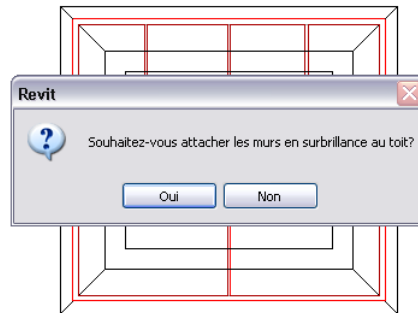 Revit
Souhaitez-vous attacher les murs en surbrillance au toit?
Oui
Non